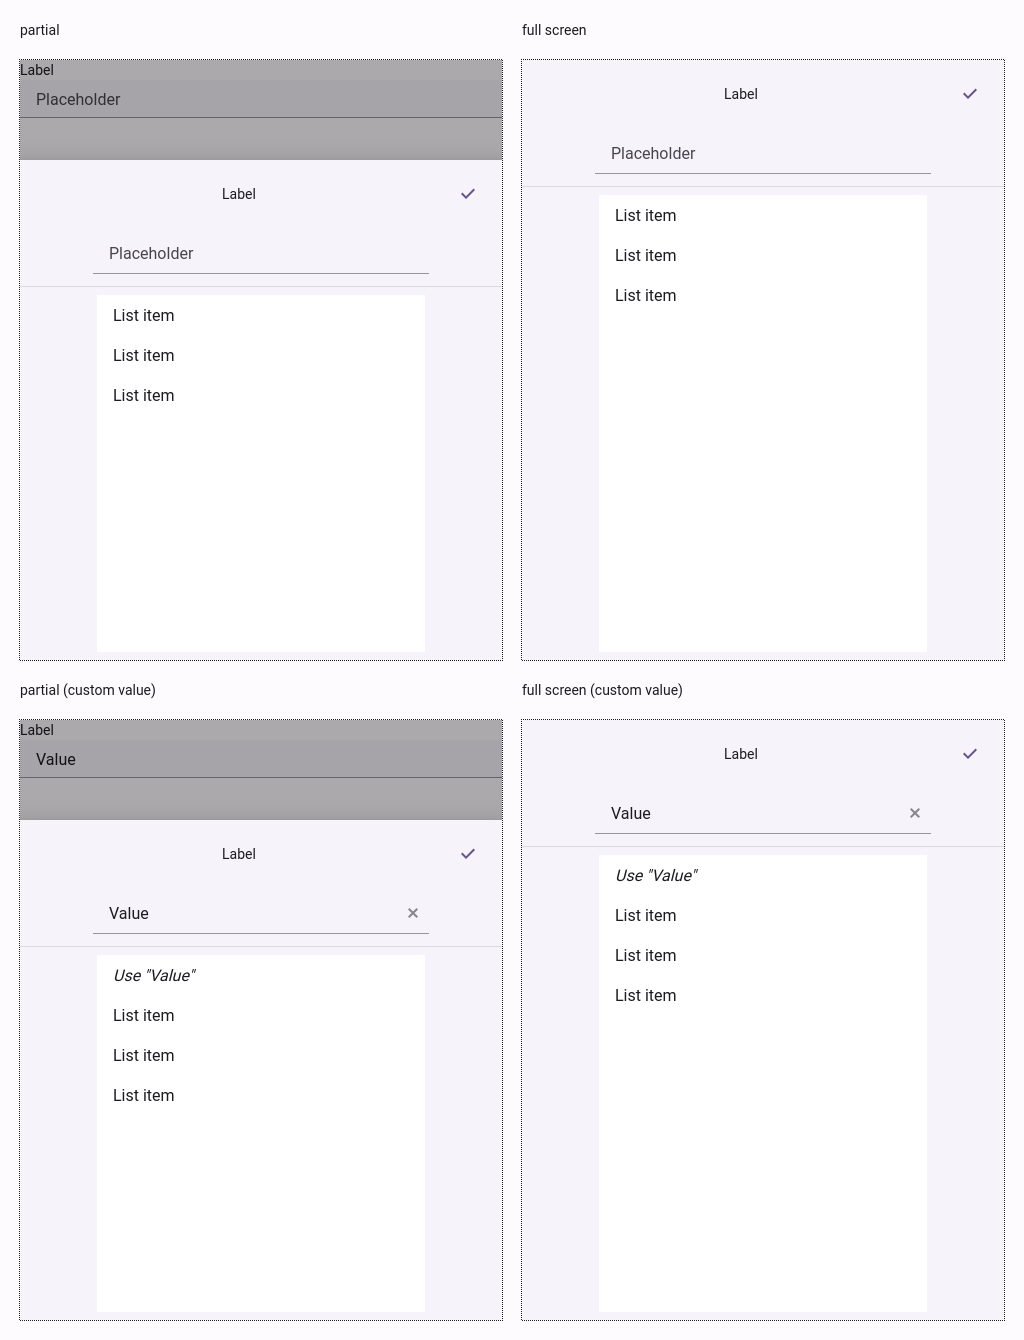 partial
Label
Placeholder
Label
Placeholder
List item
List item
List item
full screen
Label
Placeholder
List item
List item
List item
partial (custom value)
Label
Value
Label
Value
Use "Value"
List item
List item
List item
full screen (custom value)
Label
Value
Use "Value"
List item
List item
List item